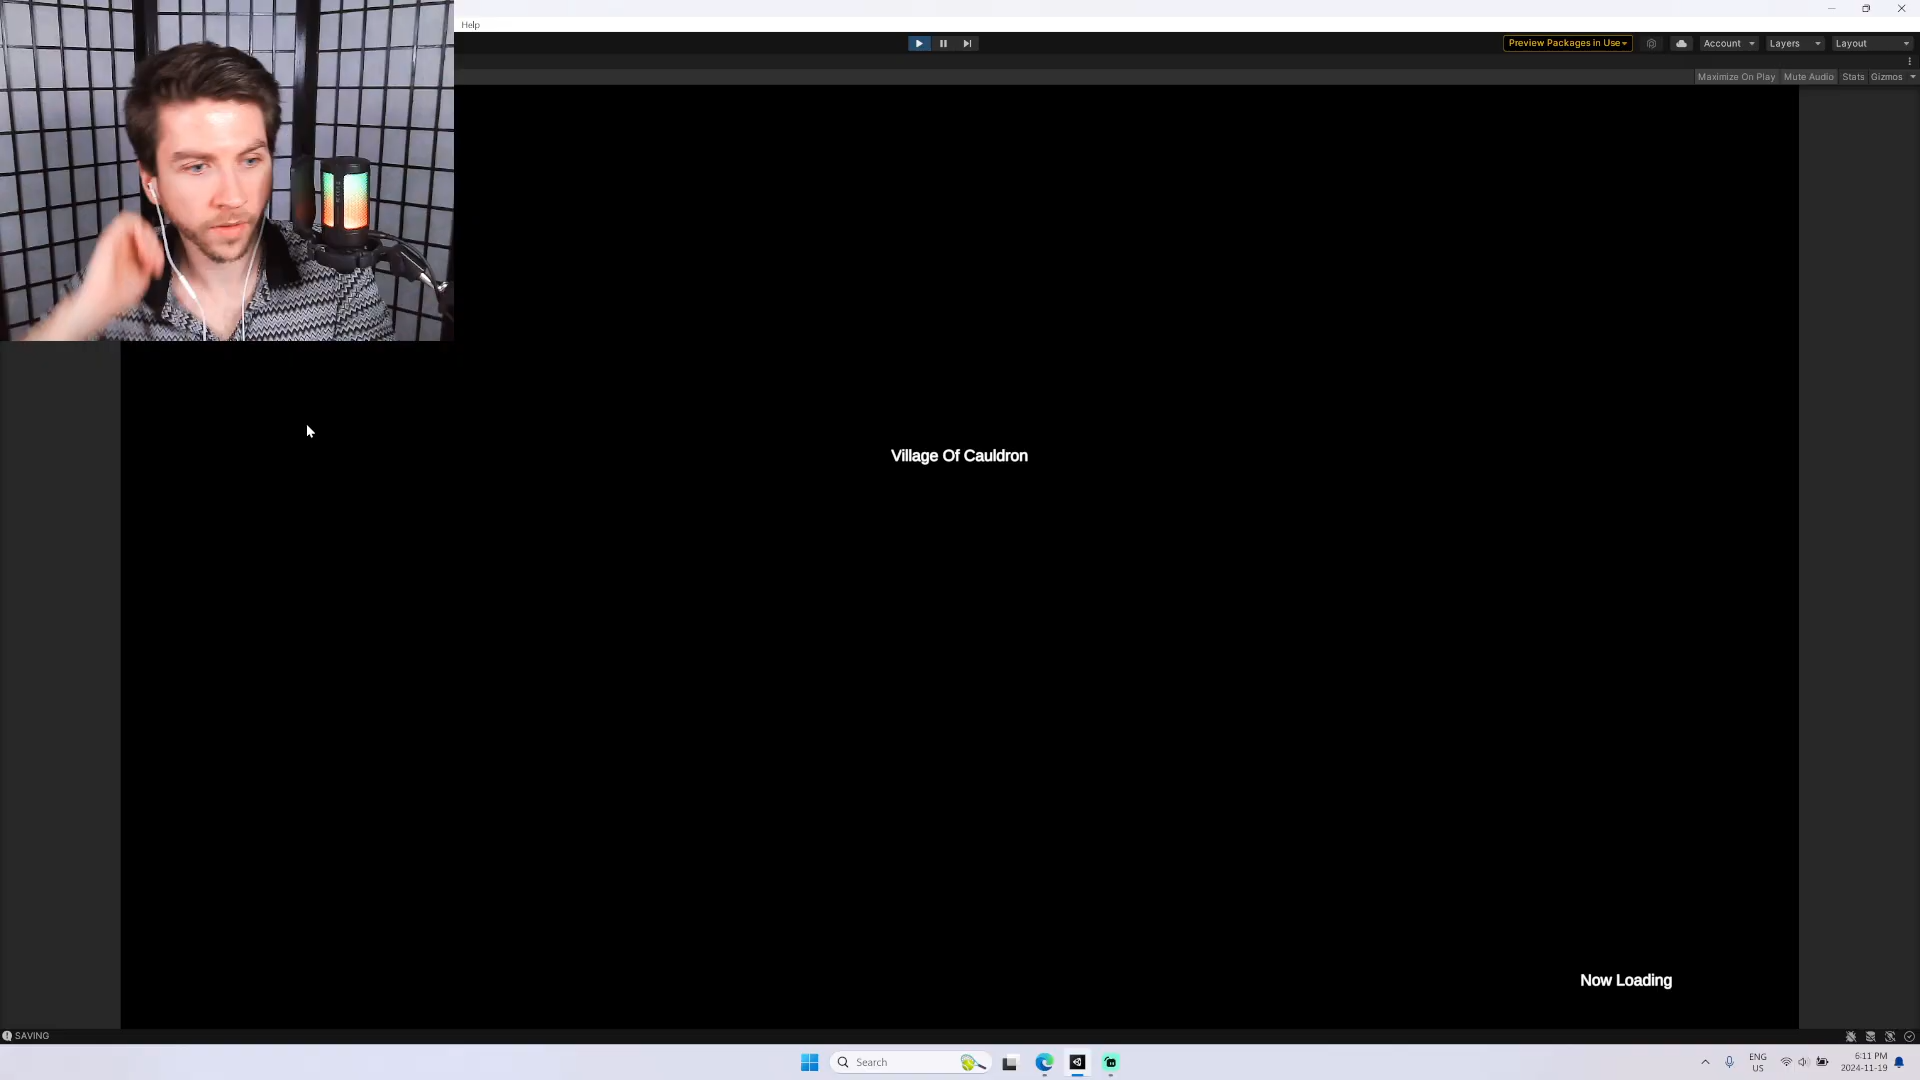 Help
Preview Packages in Use
Account
Layers
Layout
Maximize On Play
Mute Audio
Stats
Gizmos
Village Of Cauldron
Now Loading
SAVING
Search
ENG
US
6:11 PM
2024-11-19